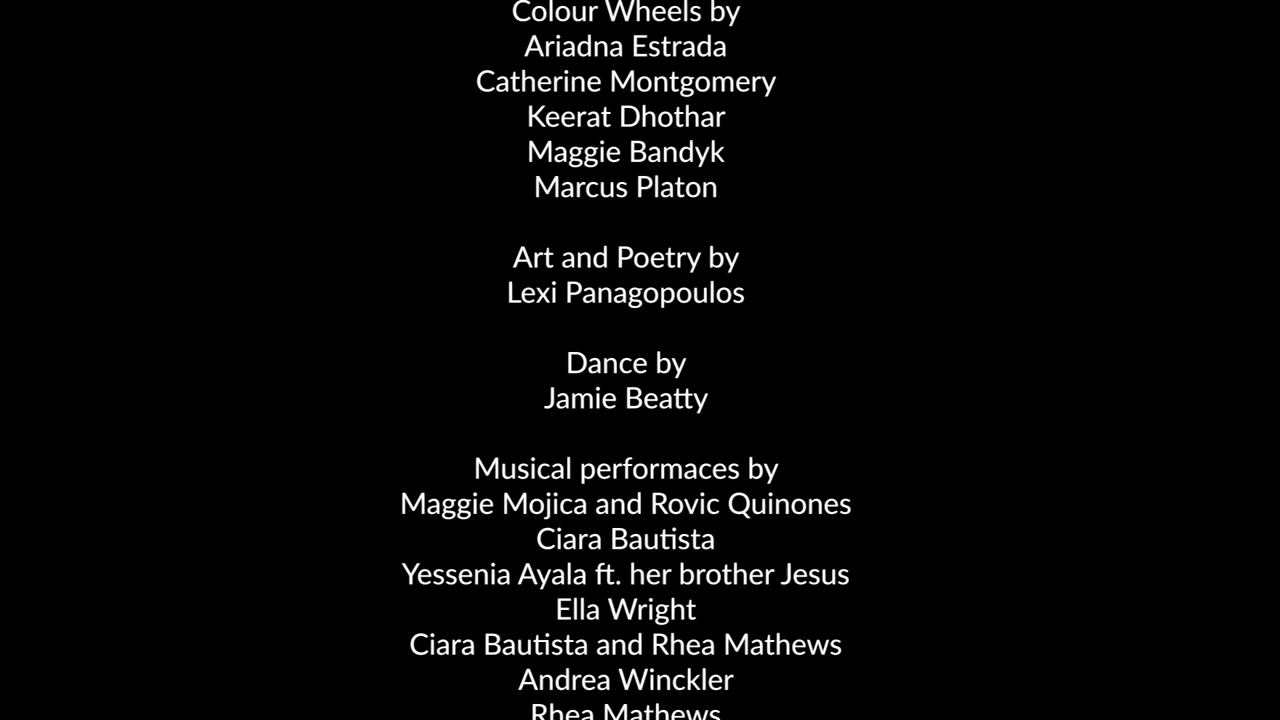 Colour Wheels by
Ariadna Estrada
Catherine Montgomery
Keerat Dhothar
Maggie Bandyk
Marcus Platon
Art and Poetry by
Lexi Panagopoulos
Dance by
Jamie Beatty
Musical performaces by
Maggie Mojica and Rovic Quinones
Ciara Bautista
Yessenia Ayala ft. her brother Jesus
Ella Wright
Ciara Bautista and Rhea Mathews
Andrea Winckler
Rhea Mathews